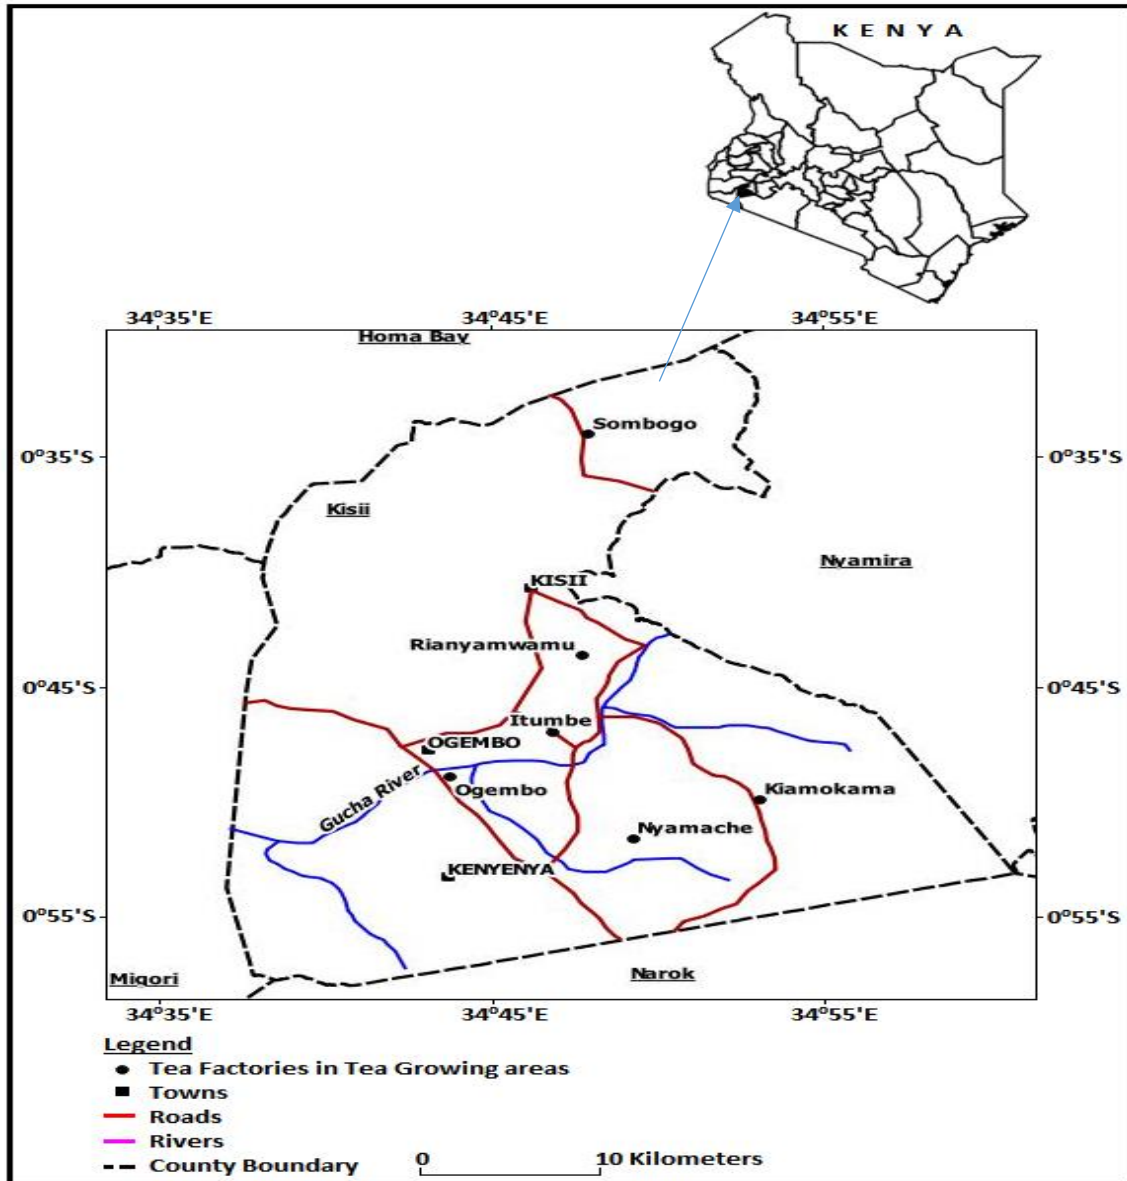 KENYA
34°35'E 34°45'E 34°55'E
Homa Bay
Sombogo
0°35'S 0°35'S
Kisii
Nyamira
KISII
Rianyamwamu
0°45'S 0°45'S
Itumbe
OGEMBO
Gucha River
Ogembo
Kiamokama
Nyamache
KENYENYA
0°55'S 0°55'S
Migori
Narok
34°35'E 34°45'E 34°55'E
Legend
Tea Factories in Tea Growing areas
Towns
Roads
Rivers
County Boundary
0 10 Kilometers